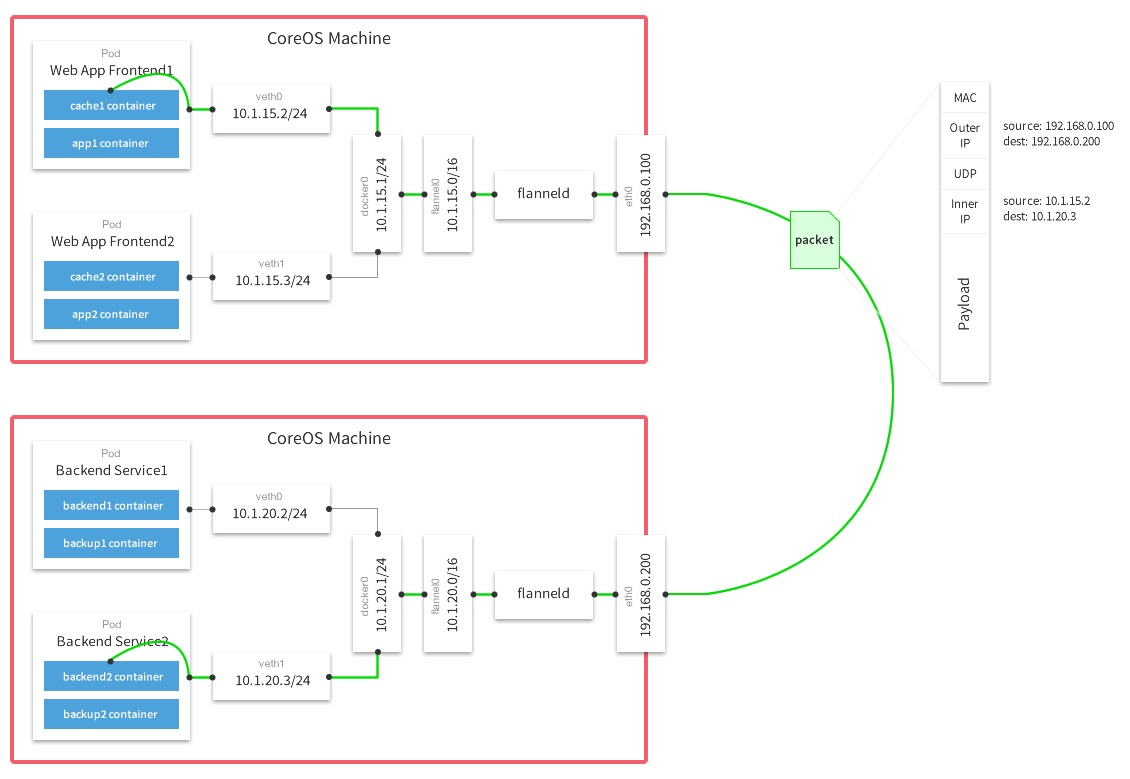 CoreOS Machine
Pod
Web App Frontend1
cache1 container
app1 container
veth0
10.1.15.2/24
Pod
Web App Frontend2
cache2 container
app2 container
veth1
10.1.15.3/24
docker0
10.1.15.1/24
flannel0
10.1.15.0/16
flanneld
eth0
192.168.0.100
packet
MAC
Outer
IP
source: 192.168.0.100
dest: 192.168.0.200
UDP
Inner
IP
source: 10.1.15.2
dest: 10.1.20.3
Payload
CoreOS Machine
Pod
Backend Service1
backend1 container
backup1 container
veth0
10.1.20.2/24
Pod
Backend Service2
backend2 container
backup2 container
veth1
10.1.20.3/24
docker0
10.1.20.1/24
flannel0
10.1.20.0/16
flanneld
eth0
192.168.0.200